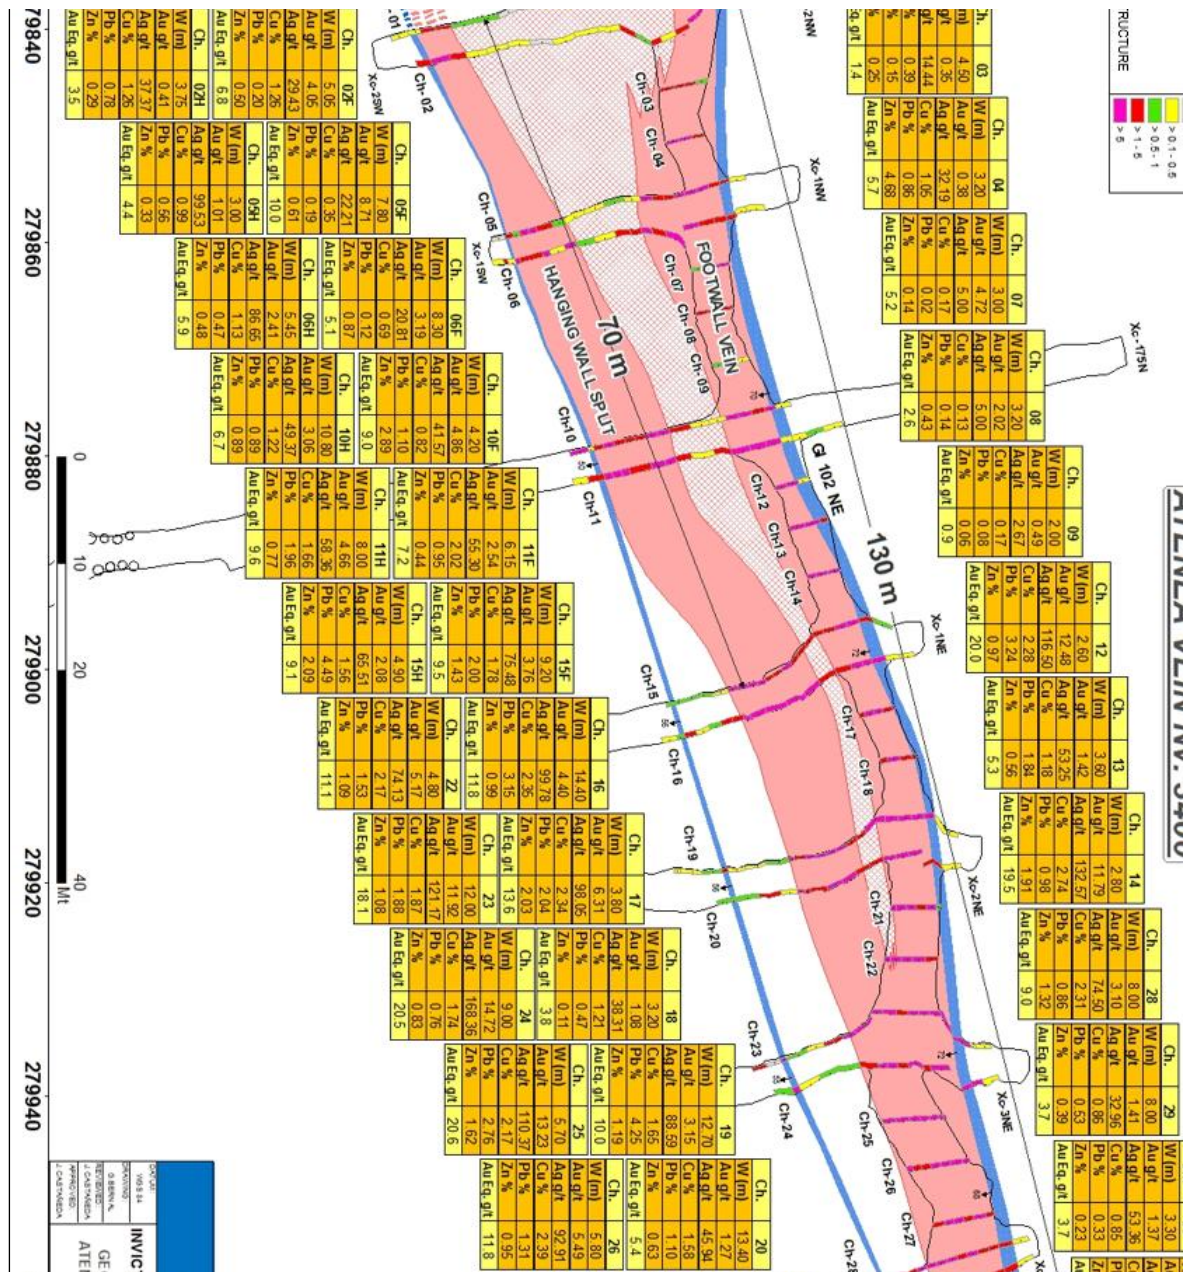 RUCTURE
> 0.1 - 0.5
> 0.5 - 1
> 1 - 5
> 5
ATENEA VEIN NV. 3400
03
W (m) 4.50
Au g/t 0.35
Ag g/t 14.44
Cu % 0.39
Pb % 0.15
Zn % 0.25
Au Eq. g/t 1.4
Ch. 04
W (m) 3.20
Au g/t 0.38
Ag g/t 32.19
Cu % 1.05
Pb % 0.86
Zn % 4.68
Au Eq. g/t 5.7
Ch. 07
W (m) 3.00
Au g/t 4.72
Ag g/t 5.00
Cu % 0.17
Pb % 0.02
Zn % 0.14
Au Eq. g/t 5.2
Ch. 08
W (m) 3.20
Au g/t 2.02
Ag g/t 5.00
Cu % 0.13
Pb % 0.14
Zn % 0.43
Au Eq. g/t 2.6
Ch. 09
W (m) 2.00
Au g/t 0.49
Ag g/t 2.67
Cu % 0.17
Pb % 0.08
Zn % 0.06
Au Eq. g/t 0.9
Ch. 12
W (m) 2.60
Au g/t 12.48
Ag g/t 116.50
Cu % 2.28
Pb % 3.24
Zn % 0.97
Au Eq. g/t 20.0
Ch. 13
W (m) 3.60
Au g/t 1.42
Ag g/t 53.25
Cu % 1.18
Pb % 1.84
Zn % 0.56
Au Eq. g/t 5.3
Ch. 14
W (m) 2.80
Au g/t 11.79
Ag g/t 132.57
Cu % 2.74
Pb % 0.98
Zn % 1.91
Au Eq. g/t 19.5
Ch. 28
W (m) 8.00
Au g/t 3.10
Ag g/t 74.50
Cu % 2.31
Pb % 0.86
Zn % 1.32
Au Eq. g/t 9.0
Ch. 29
W (m) 8.00
Au g/t 1.41
Ag g/t 32.96
Cu % 0.86
Pb % 0.53
Zn % 0.39
Au Eq. g/t 3.7
W (m) 3.30
Au g/t 1.37
Ag g/t 53.36
Cu % 0.85
Pb % 0.33
Zn % 0.23
Au Eq. g/t 3.7
2NW
Xc-1NW
Xc-175N
Xc-1NE
Xc-2NE
Xc-3NE
130 m
Gl 102 NE
70 m
FOOTWALL VEIN
HANGING WALL SPLIT
01
Ch- 02
Ch- 03
Ch- 04
Ch- 05
Ch- 06
Ch- 07
Ch- 08
Ch- 09
Ch-10
Ch-11
Ch-12
Ch-13
Ch-14
Ch-15
Ch-16
Ch-17
Ch-18
Ch-19
Ch-20
Ch-21
Ch-22
Ch-23
Ch-24
Ch-25
Ch-26
Ch-27
Ch-28
Xc-2SW
Xc-1SW
Ch. 02F
W (m) 5.05
Au g/t 4.05
Ag g/t 29.43
Cu % 1.26
Pb % 0.20
Zn % 0.50
Au Eq. g/t 6.8
Ch. 05F
W (m) 7.80
Au g/t 8.71
Ag g/t 22.21
Cu % 0.35
Pb % 0.19
Zn % 0.61
Au Eq. g/t 10.0
Ch. 06F
W (m) 8.30
Au g/t 3.19
Ag g/t 20.81
Cu % 0.69
Pb % 0.12
Zn % 0.87
Au Eq. g/t 5.1
Ch. 10F
W (m) 4.20
Au g/t 4.86
Ag g/t 41.57
Cu % 0.82
Pb % 1.10
Zn % 2.89
Au Eq. g/t 9.0
Ch. 11F
W (m) 6.15
Au g/t 2.54
Ag g/t 55.30
Cu % 2.02
Pb % 0.95
Zn % 0.44
Au Eq. g/t 7.2
Ch. 15F
W (m) 9.20
Au g/t 3.76
Ag g/t 75.48
Cu % 1.78
Pb % 2.00
Zn % 1.43
Au Eq. g/t 9.5
Ch. 16
W (m) 14.40
Au g/t 4.40
Ag g/t 99.78
Cu % 2.35
Pb % 3.15
Zn % 0.99
Au Eq. g/t 11.8
Ch. 17
W (m) 3.80
Au g/t 6.31
Ag g/t 98.05
Cu % 2.34
Pb % 2.04
Zn % 2.03
Au Eq. g/t 13.6
Ch. 18
W (m) 3.20
Au g/t 1.08
Ag g/t 38.31
Cu % 1.21
Pb % 0.47
Zn % 0.11
Au Eq. g/t 3.8
Ch. 19
W (m) 12.70
Au g/t 3.15
Ag g/t 88.59
Cu % 1.65
Pb % 4.25
Zn % 1.19
Au Eq. g/t 10.0
Ch. 20
W (m) 13.40
Au g/t 1.27
Ag g/t 45.94
Cu % 1.58
Pb % 1.10
Zn % 0.63
Au Eq. g/t 5.4
Ch. 02H
W (m) 3.75
Au g/t 0.41
Ag g/t 37.37
Cu % 1.26
Pb % 0.78
Zn % 0.29
Au Eq. g/t 3.5
Ch. 05H
W (m) 3.00
Au g/t 1.01
Ag g/t 99.53
Cu % 0.99
Pb % 0.56
Zn % 0.33
Au Eq. g/t 4.4
Ch. 06H
W (m) 5.45
Au g/t 2.41
Ag g/t 86.65
Cu % 1.13
Pb % 0.47
Zn % 0.48
Au Eq. g/t 5.9
Ch. 10H
W (m) 10.80
Au g/t 3.06
Ag g/t 49.37
Cu % 1.22
Pb % 0.89
Zn % 0.89
Au Eq. g/t 6.7
Ch. 11H
W (m) 8.00
Au g/t 4.66
Ag g/t 58.36
Cu % 1.66
Pb % 1.96
Zn % 0.77
Au Eq. g/t 9.6
Ch. 15H
W (m) 4.90
Au g/t 2.08
Ag g/t 65.51
Cu % 1.56
Pb % 4.49
Zn % 2.09
Au Eq. g/t 9.1
Ch. 22
W (m) 4.80
Au g/t 5.17
Ag g/t 74.13
Cu % 2.17
Pb % 1.53
Zn % 1.09
Au Eq. g/t 11.1
Ch. 23
W (m) 12.00
Au g/t 11.92
Ag g/t 121.17
Cu % 1.87
Pb % 1.88
Zn % 1.08
Au Eq. g/t 18.1
Ch. 24
W (m) 9.00
Au g/t 14.72
Ag g/t 168.36
Cu % 1.74
Pb % 0.76
Zn % 0.83
Au Eq. g/t 20.5
Ch. 25
W (m) 5.70
Au g/t 13.23
Ag g/t 110.37
Cu % 2.17
Pb % 2.76
Zn % 1.62
Au Eq. g/t 20.6
Ch. 26
W (m) 5.80
Au g/t 5.49
Ag g/t 92.91
Cu % 2.39
Pb % 1.31
Zn % 0.95
Au Eq. g/t 11.8
0 10 20 40 Mt
79840 279860 279880 279900 279920 279940
DATUM:
WGS 84
DRAWING:
REVIEWED:
J. CASTAÑEDA
APPROVED:
J. CASTAÑEDA
INVICT
GE
ATE